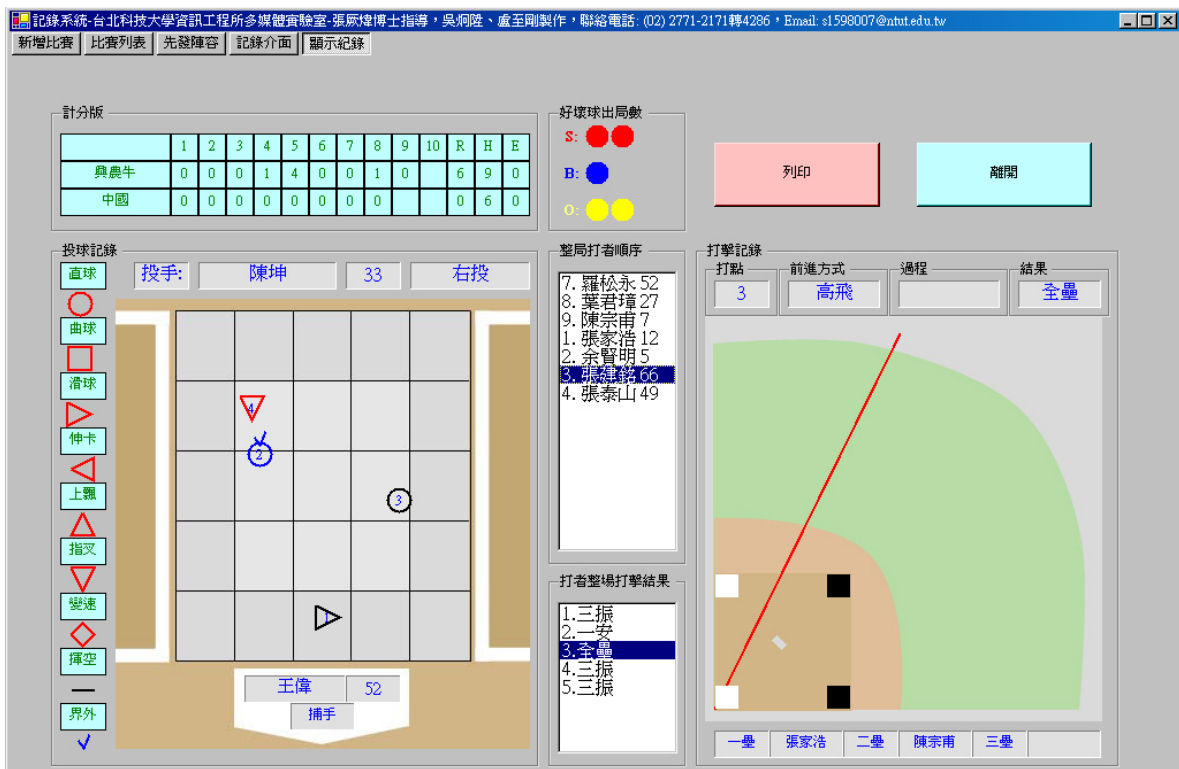 記錄系統-台北科技大學資訊工程所多媒體實驗室-張厥煒博士指導，吳炯陸、盧至剛製作，聯絡電話: (02) 2771-2171轉4286，Email: s1598007@ntut.edu.tw
新增比賽 比賽列表 先發陣容 記錄介面 顯示紀錄
計分版
1 2 3 4 5 6 7 8 9 10 R H E
興農牛 0 0 0 1 4 0 0 1 0 6 9 0
中國 0 0 0 0 0 0 0 0 0 6 0
好壞球出局數
S:
B:
O:
列印
離開
投球記錄
直球
曲球
滑球
伸卡
上飄
指叉
變速
揮空
界外
投手: 陳坤 33 右投
4
2
3
1
王偉 52
捕手
整局打者順序
7. 羅松永 52
8. 葉君璋 27
9. 陳宗甫 7
1. 張家浩 12
2. 余賢明 5
3. 張建銘 66
4. 張泰山 49
打者整場打擊結果
1.三振
2.一安
3.全壘
4.三振
5.三振
打擊記錄
打點 前進方式 過程 結果
3 高飛 全壘
一壘 張家浩 二壘 陳宗甫 三壘